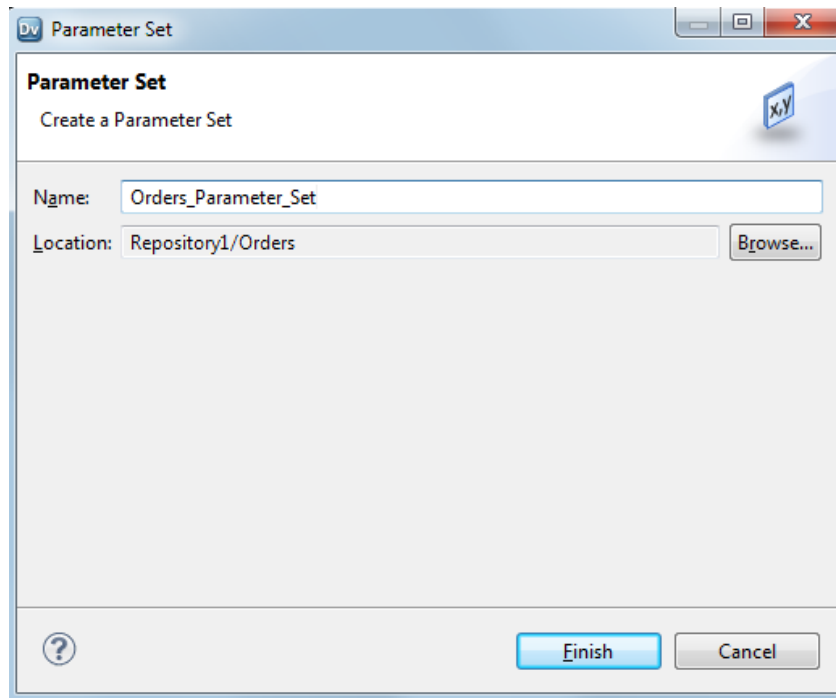 Dv Parameter Set
Parameter Set
Create a Parameter Set
x,y
Name: Orders_Parameter_Set
Location: Repository1/Orders Browse...
? Finish Cancel